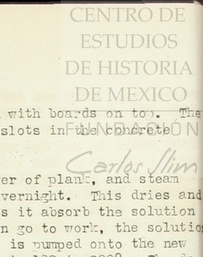 CENTRO DE
ESTUDIOS
DE HISTORIA
DE MEXICO
with boards on top. The
slots in the concrete
FUNDACIÓN
Carlos Slim
er of plank, and steam
vernight. This dries and
s it absorb the solution
n go to work, the solution
is pumped onto the new